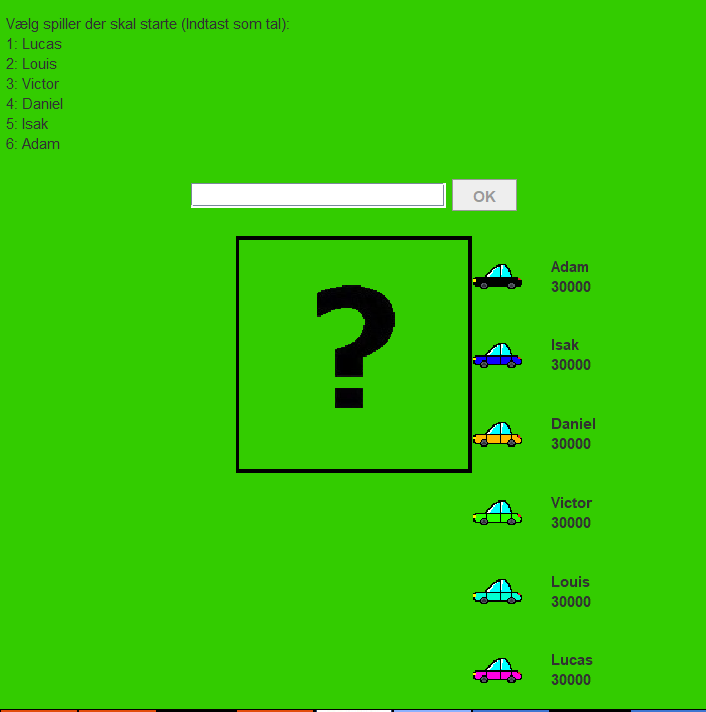 Vælg spiller der skal starte (Indtast som tal):
1: Lucas
2: Louis
3: Victor
4: Daniel
5: Isak
6: Adam
OK
?
Adam
30000
Isak
30000
Daniel
30000
Victor
30000
Louis
30000
Lucas
30000